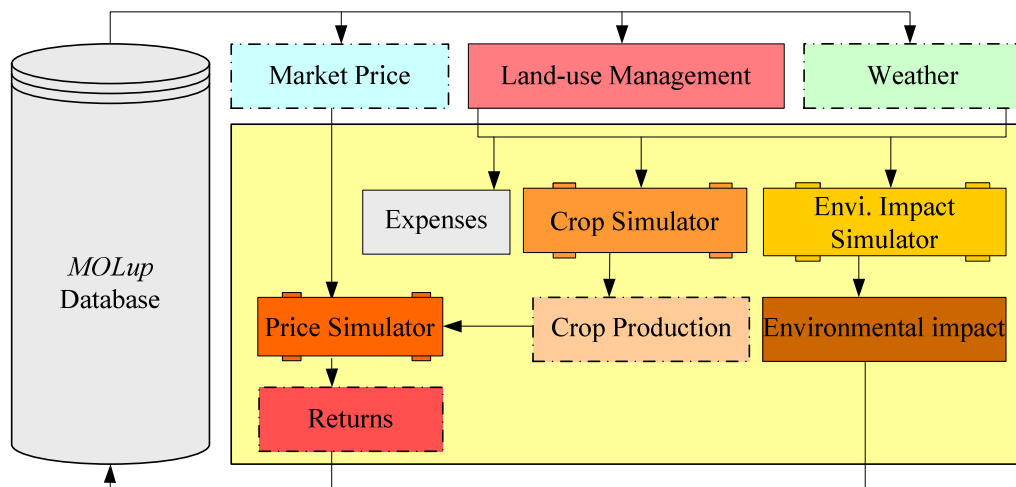 Market Price
Land-use Management
Weather
MOLup
Database
Expenses
Crop Simulator
Envi. Impact
Simulator
Price Simulator
Crop Production
Environmental impact
Returns